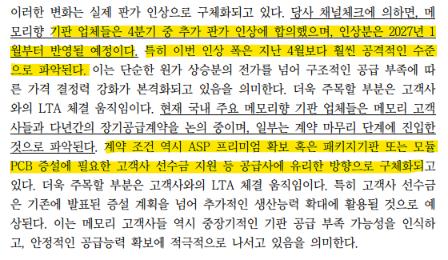 이러한 변화는 실제 판가 인상으로 구체화되고 있다. 당사 채널체크에 의하면, 메
모리향 기판 업체들은 4분기 중 추가 판가 인상에 합의했으며, 인상분은 2027년 1
월부터 반영될 예정이다. 특히 이번 인상 폭은 지난 4월보다 훨씬 공격적인 수준
으로 파악된다. 이는 단순한 원가 상승분의 전가를 넘어 구조적인 공급 부족에 따
른 가격 결정력 강화가 본격화되고 있음을 의미한다. 더욱 주목할 부분은 고객사
와의 LTA 체결 움직임이다. 현재 국내 주요 메모리향 기판 업체들은 메모리 고객
사들과 다년간의 장기공급계약을 논의 중이며, 일부는 계약 마무리 단계에 진입한
것으로 파악된다. 계약 조건 역시 ASP 프리미엄 확보 혹은 패키지기판 또는 모듈
PCB 증설에 필요한 고객사 선수금 지원 등 공급사에 유리한 방향으로 구체화되고
있다. 더욱 주목할 부분은 고객사와의 LTA 체결 움직임이다. 특히 고객사 선수금
은 기존에 발표된 증설 계획을 넘어 추가적인 생산능력 확대에 활용될 것으로 예
상된다. 이는 메모리 고객사들 역시 중장기적인 기판 공급 부족 가능성을 인식하
고, 안정적인 공급능력 확보에 적극적으로 나서고 있음을 의미한다.